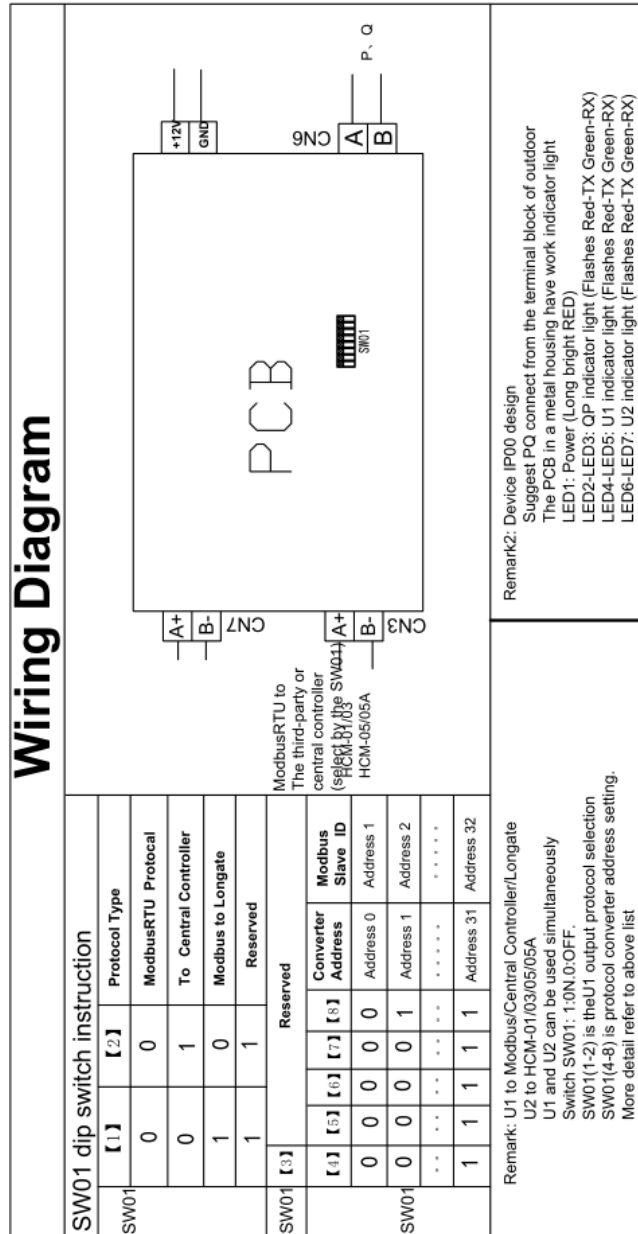 Wiring Diagram
SW01 dip switch instruction
SW01
【1】 【2】 Protocol Type
0 0 ModbusRTU Protocal
0 1 To Central Controller
1 0 Modbus to Longate
1 1 Reserved
SW01 【3】 Reserved
SW01
【4】 【5】 【6】 【7】 【8】 Converter Address Modbus Slave ID
0 0 0 0 0 Address 0 Address 1
0 0 0 0 1 Address 1 Address 2
·· ·· ·· ·· ·· ····· ·····
1 1 1 1 1 Address 31 Address 32
ModbusRTU to
The third-party or
central controller
(select by the SW01)
HCM-01/03
HCM-05/05A
A+
B-
CN7
A+
B-
CN3
PCB
SW01
+12V
GND
CN6
A
B
P、Q
Remark: U1 to Modbus/Central Controller/Longate
U2 to HCM-01/03/05/05A
U1 and U2 can be used simultaneously
Switch SW01: 1:ON.0:OFF.
SW01(1-2) is theU1 output protocol selection
SW01(4-8) is protocol converter address setting.
More detail refer to above list
Remark2: Device IP00 design
Suggest PQ connect from the terminal block of outdoor
The PCB in a metal housing have work indicator light
LED1: Power (Long bright RED)
LED2-LED3: QP indicator light (Flashes Red-TX Green-RX)
LED4-LED5: U1 indicator light (Flashes Red-TX Green-RX)
LED6-LED7: U2 indicator light (Flashes Red-TX Green-RX)